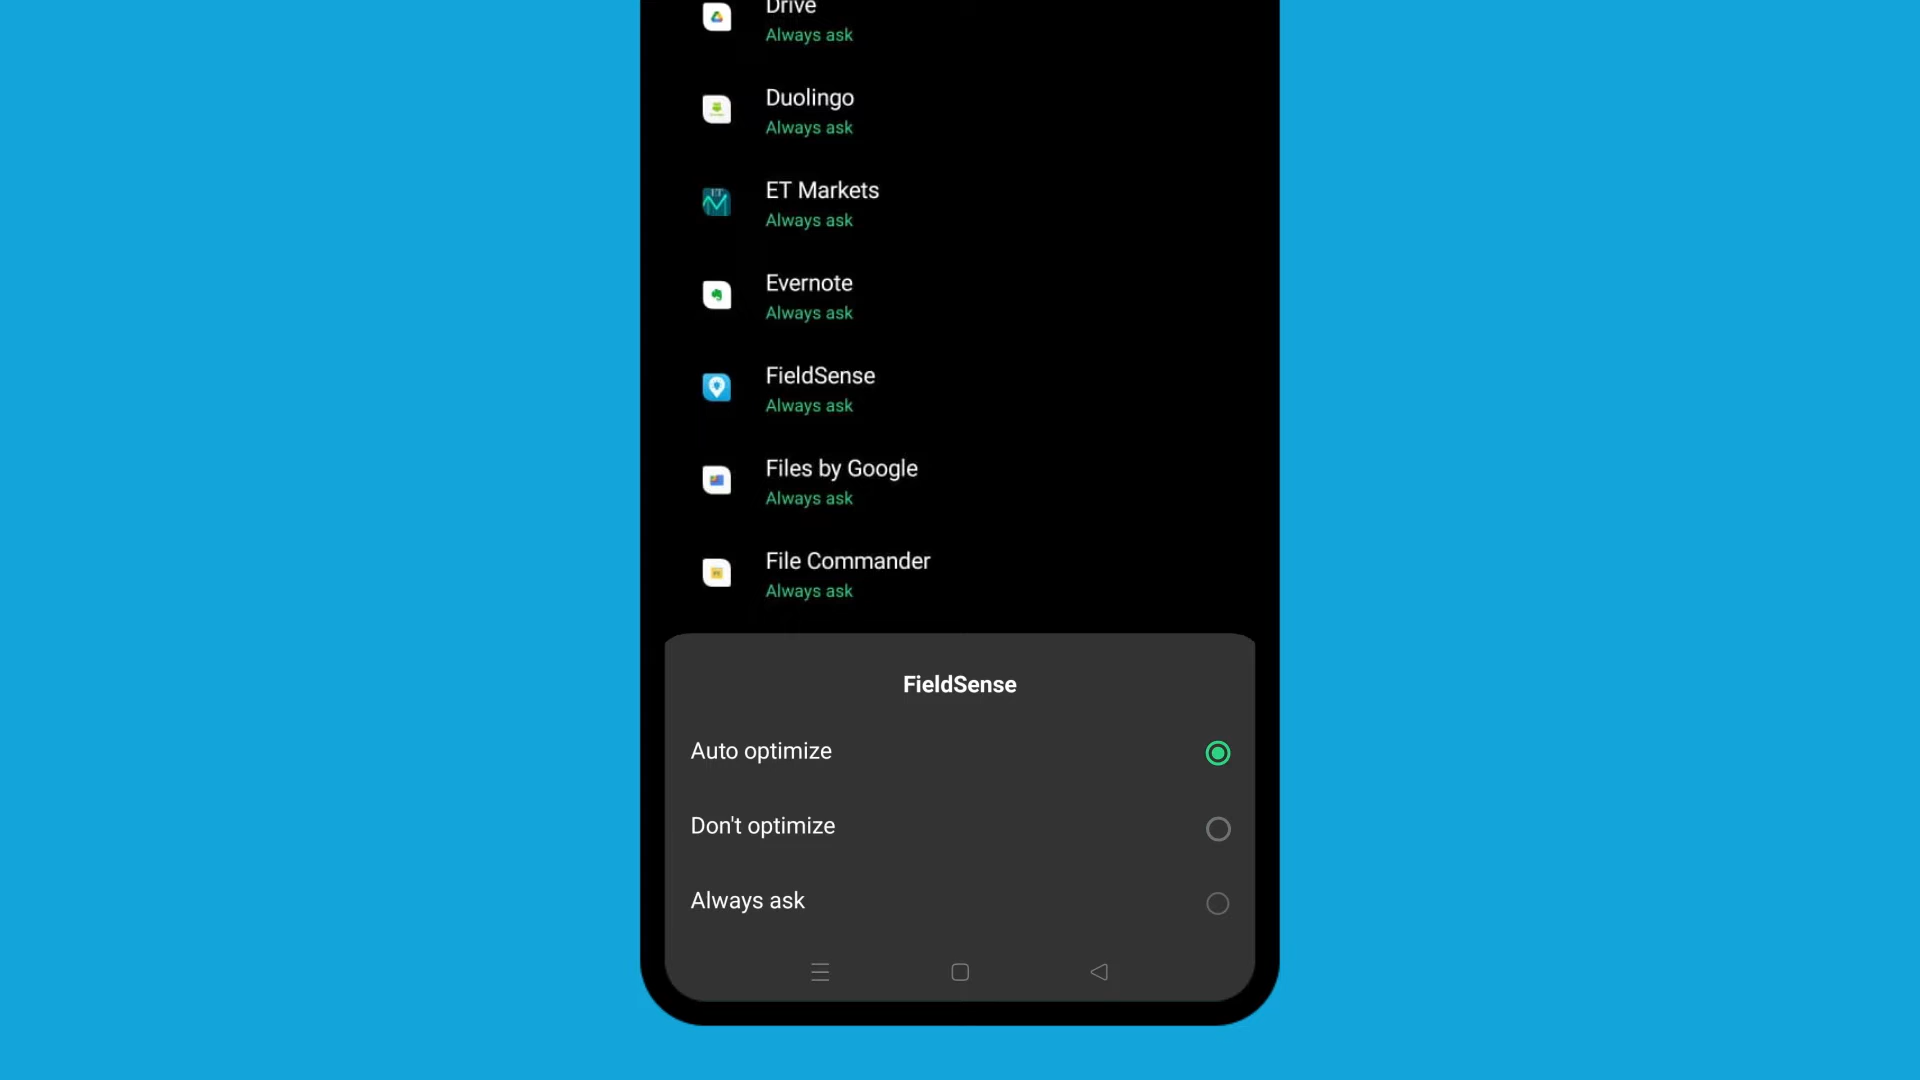 Drive
Always ask
Duolingo
Always ask
ET Markets
Always ask
Evernote
Always ask
FieldSense
Always ask
Files by Google
Always ask
File Commander
Always ask
FieldSense
Auto optimize
Don't optimize
Always ask